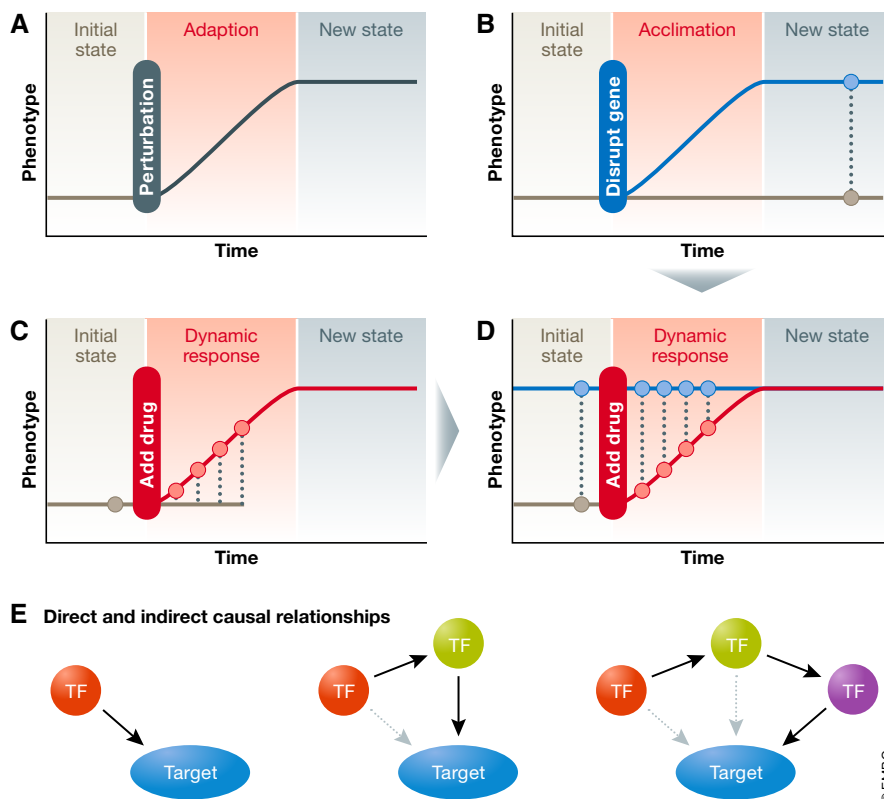 A
Initial
state
Adaption
New state
Phenotype
Perturbation
Time
B
Initial
state
Acclimation
New state
Phenotype
Disrupt gene
Time
C
Initial
state
Dynamic
response
New state
Phenotype
Add drug
Time
D
Initial
state
Dynamic
response
New state
Phenotype
Add drug
Time
E Direct and indirect causal relationships
TF
Target
TF
TF
Target
TF
TF
TF
Target